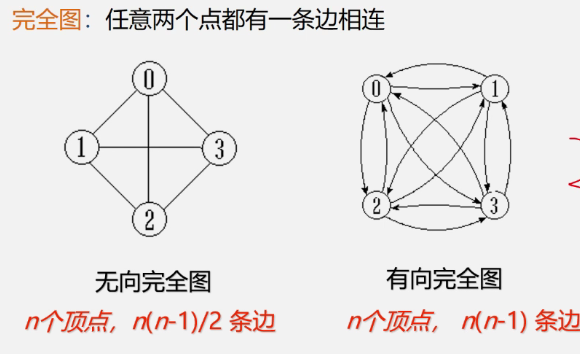 完全图：任意两个点都有一条边相连
0
1
3
2
0
1
2
3
无向完全图
有向完全图
n个顶点，n(n-1)/2 条边
n个顶点， n(n-1) 条边